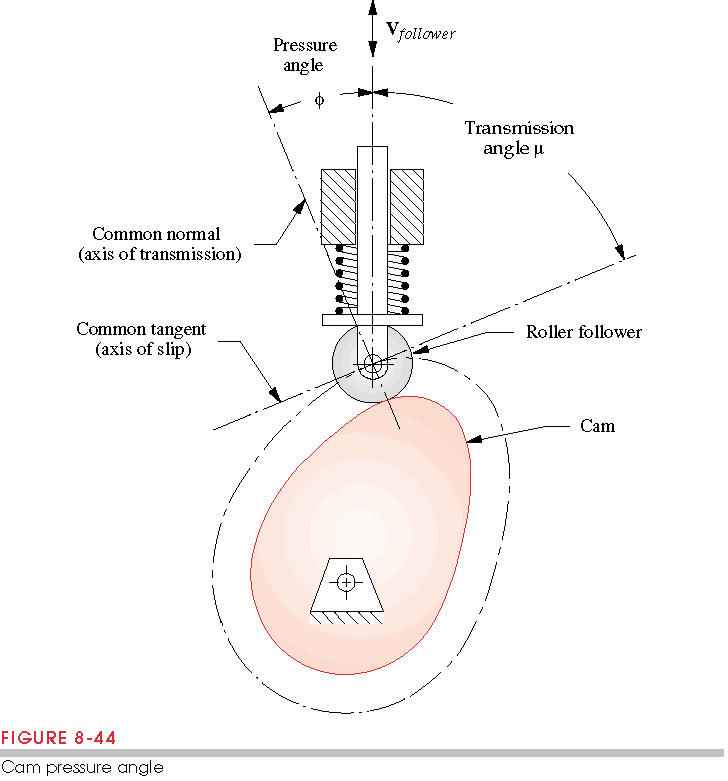 V follower
Pressure
angle
ϕ
Transmission
angle μ
Common normal
(axis of transmission)
Common tangent
(axis of slip)
Roller follower
Cam
FIGURE 8-44
Cam pressure angle